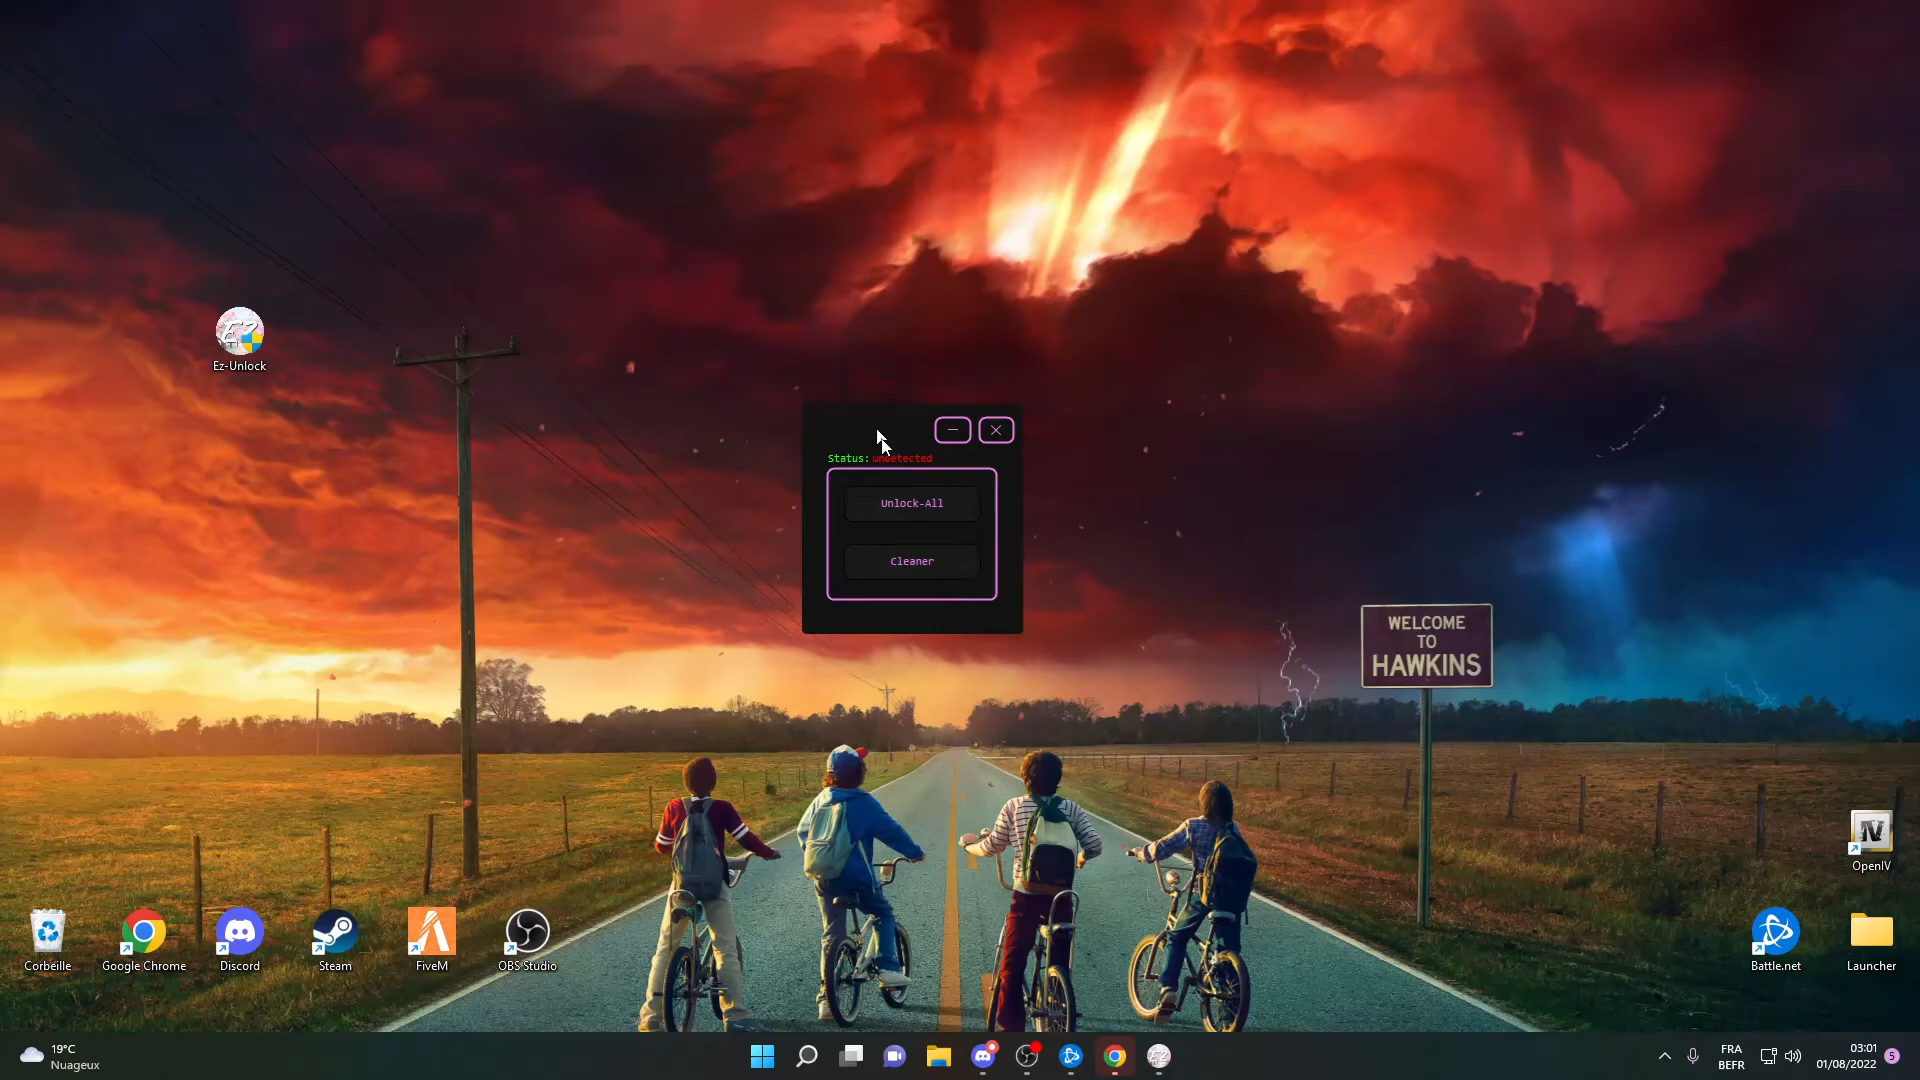 Ez-Unlock
Status: undetected
Unlock-All
Cleaner
WELCOME
TO
HAWKINS
OpenIV
Corbeille
Google Chrome
Discord
Steam
FiveM
OBS Studio
Battle.net
Launcher
19°C
Nuageux
FRA
BEFR
03:01
01/08/2022
5